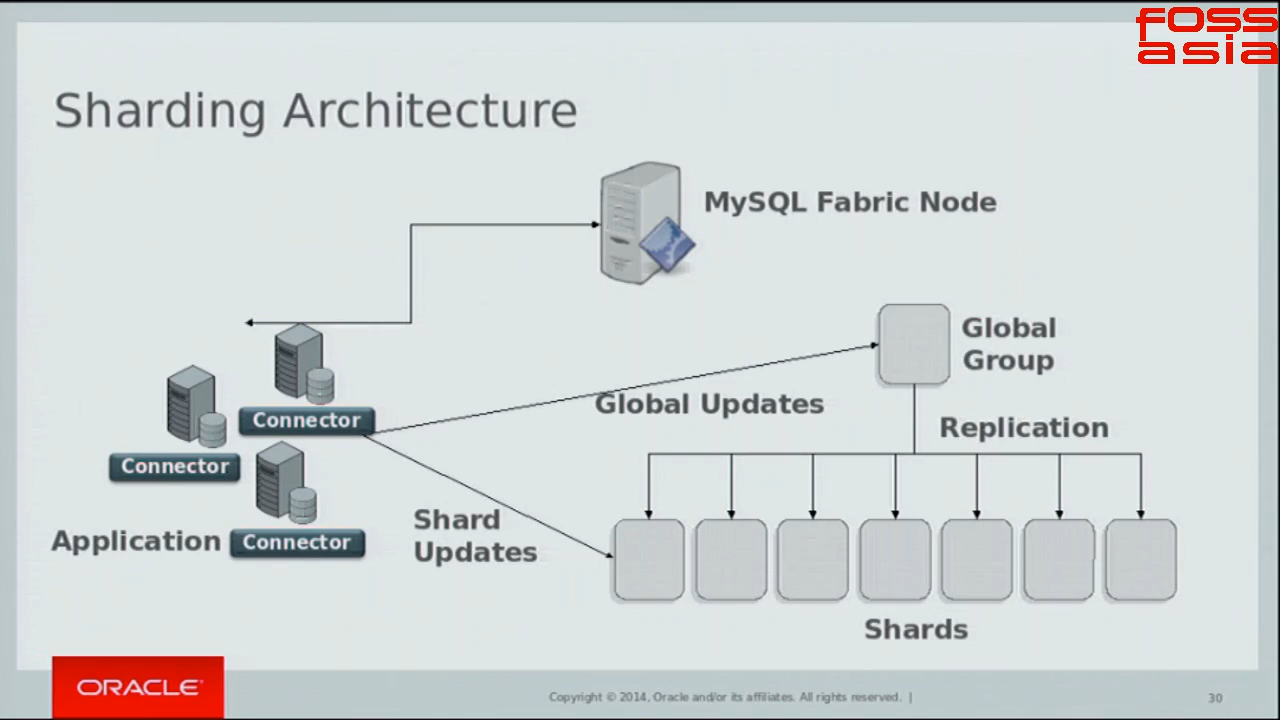 FOSS
asia
Sharding Architecture
MySQL Fabric Node
Global
Group
Global Updates
Replication
Connector
Connector
Shard
Updates
Application
Connector
Shards
ORACLE
Copyright © 2014, Oracle and/or its affiliates. All rights reserved. |
30